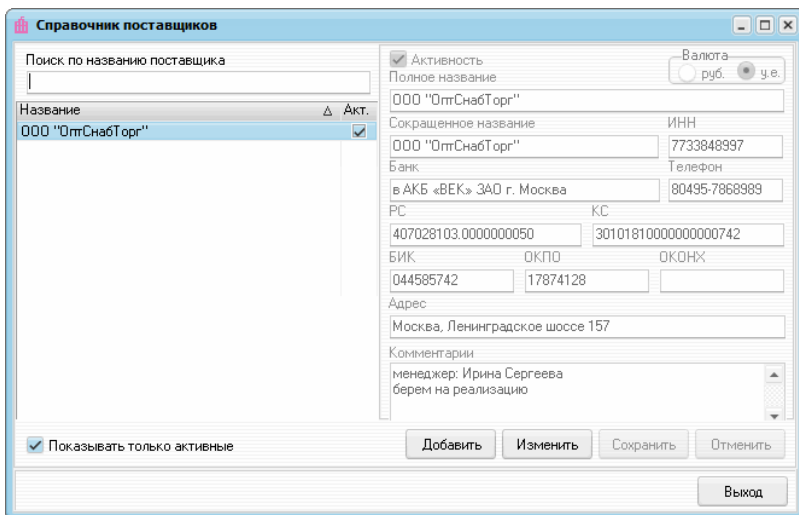 Справочник поставщиков
Поиск по названию поставщика
Название Акт.
ООО "ОптСнабТорг"
Показывать только активные
Активность
Валюта
руб. у.е.
Полное название
ООО "ОптСнабТорг"
Сокращенное название ИНН
ООО "ОптСнабТорг" 7733848997
Банк Телефон
в АКБ «ВЕК» ЗАО г. Москва 80495-7868989
РС КС
407028103.0000000050 30101810000000000742
БИК ОКПО ОКОНХ
044585742 17874128
Адрес
Москва, Ленинградское шоссе 157
Комментарии
менеджер: Ирина Сергеева
берем на реализацию
Добавить Изменить Сохранить Отменить
Выход